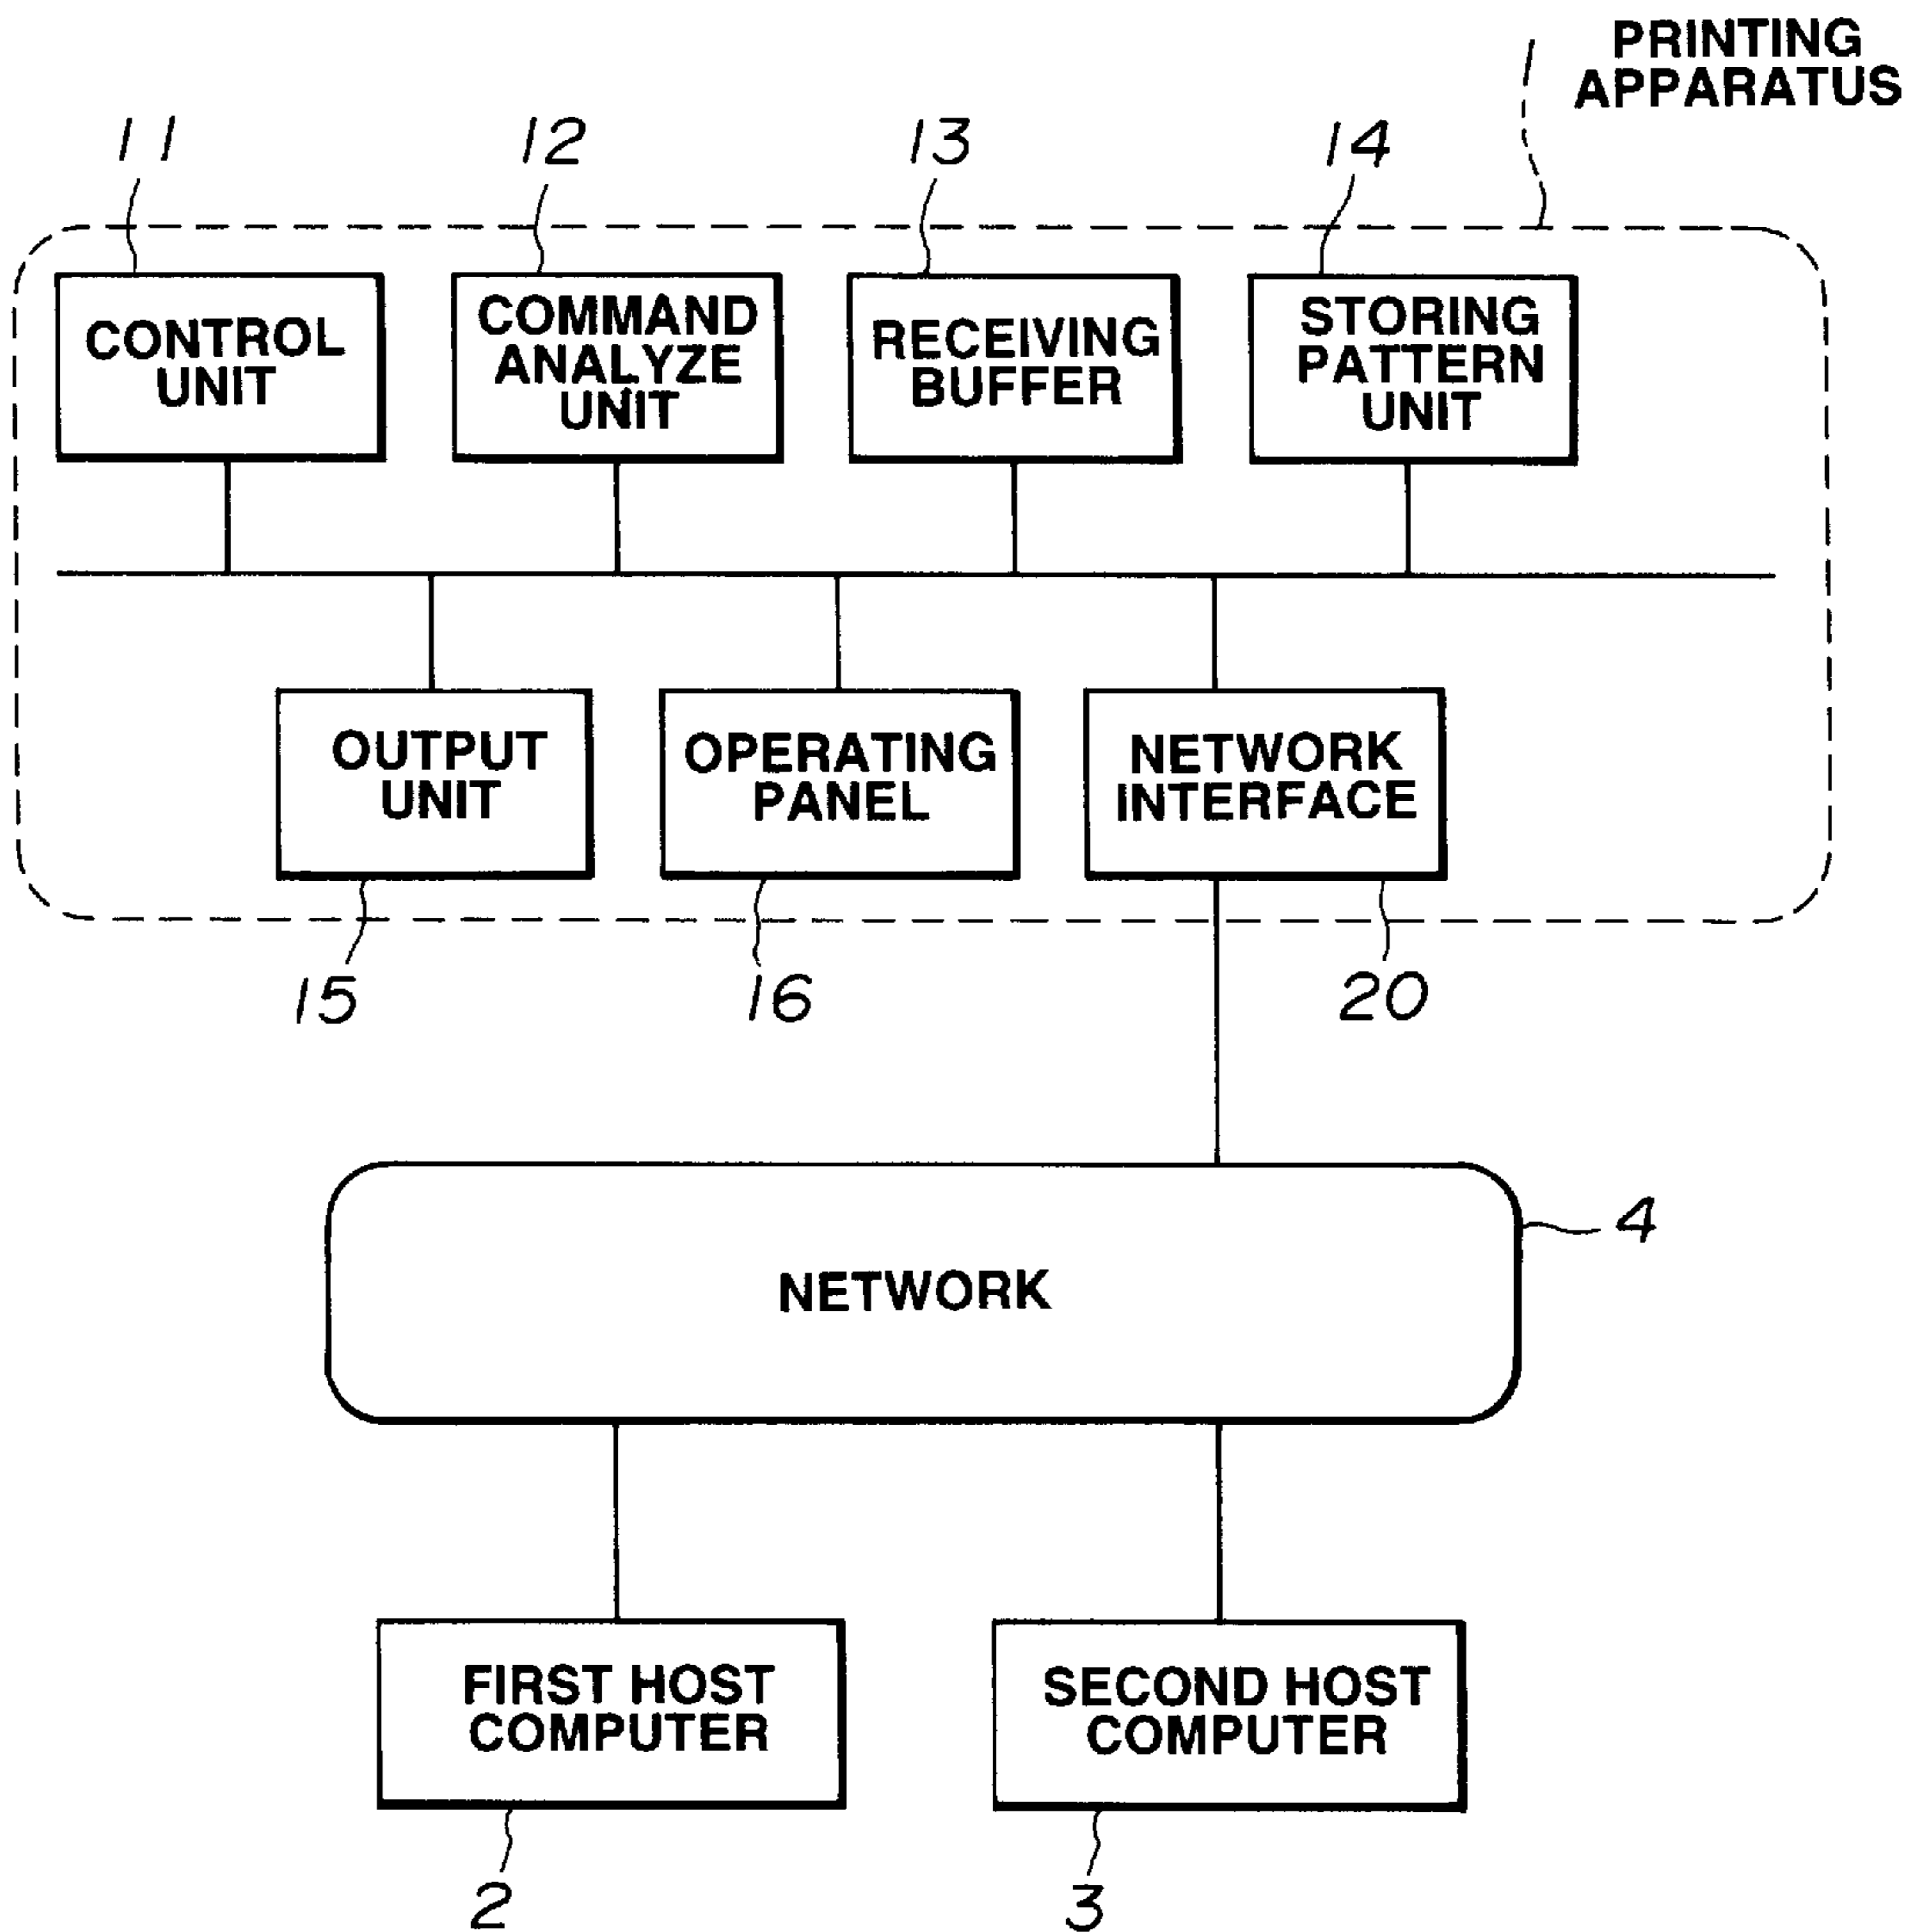 PRINTING
APPARATUS
11
12
13
14
CONTROL
UNIT
COMMAND
ANALYZE
UNIT
RECEIVING
BUFFER
STORING
PATTERN
UNIT
OUTPUT
UNIT
OPERATING
PANEL
NETWORK
INTERFACE
15
16
20
NETWORK
4
FIRST HOST
COMPUTER
SECOND HOST
COMPUTER
2
3